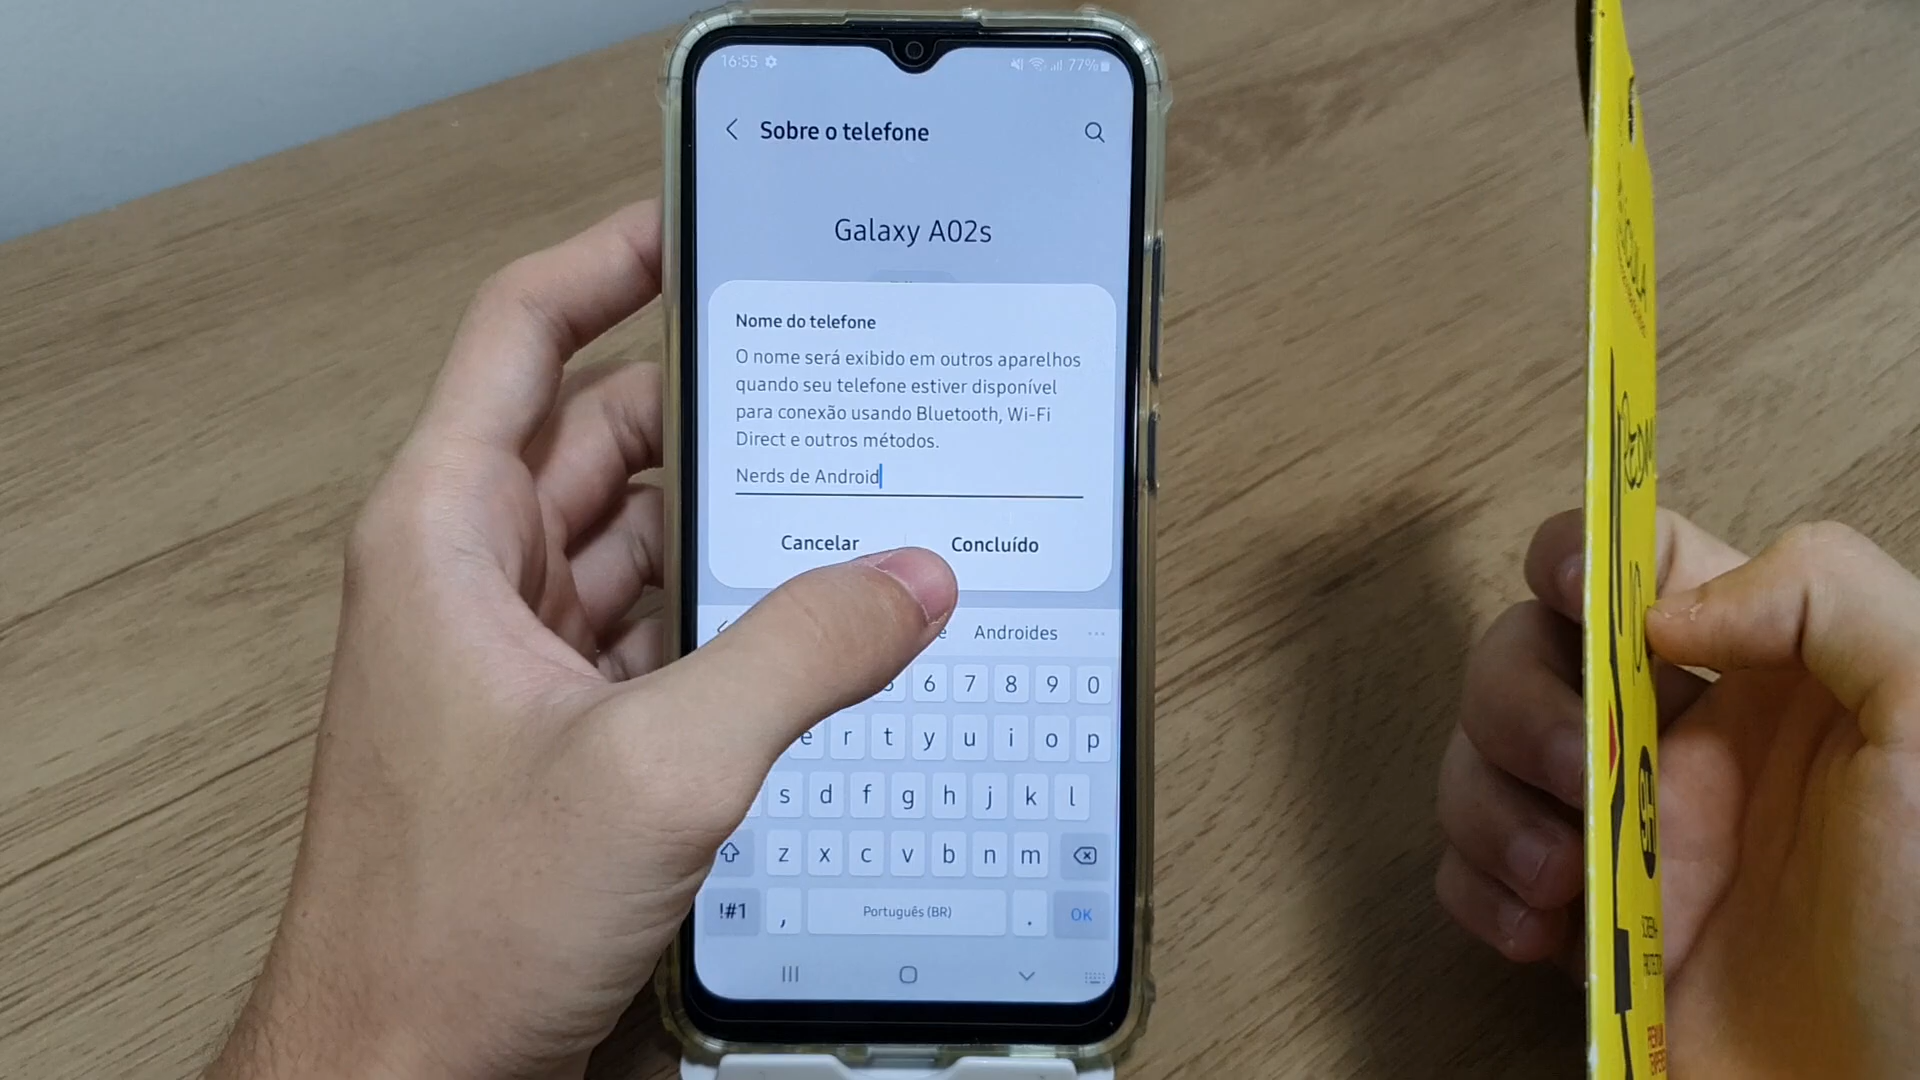 16:55
77%
Sobre o telefone
Galaxy A02s
Nome do telefone
O nome será exibido em outros aparelhos
quando seu telefone estiver disponível
para conexão usando Bluetooth, Wi-Fi
Direct e outros métodos.
Nerds de Android
Cancelar
Concluído
Androides
6 7 8 9 0
e r t y u i o p
s d f g h j k l
z x c v b n m
!#1 , Português (BR) . OK
9H